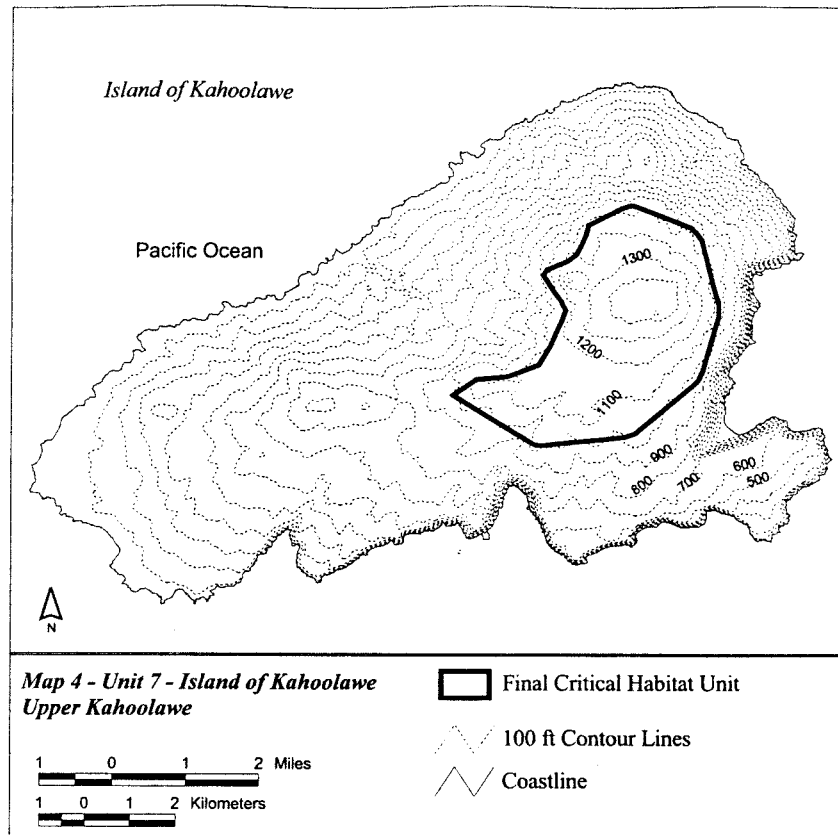 Island of Kahoolawe
Pacific Ocean
1300
1200
1100
900
800
700
600
500
N
Map 4 - Unit 7 - Island of Kahoolawe
Upper Kahoolawe
Final Critical Habitat Unit
100 ft Contour Lines
Coastline
1 0 1 2 Miles
1 0 1 2 Kilometers